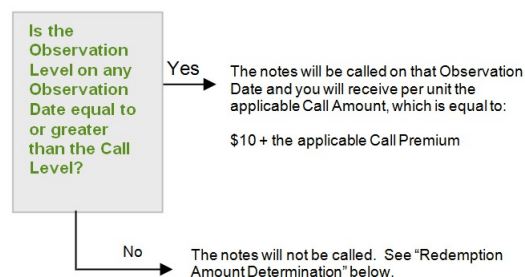 Is the
Observation
Level on any
Observation
Date equal to
or greater
than the Call
Level?
Yes
The notes will be called on that Observation
Date and you will receive per unit the
applicable Call Amount, which is equal to:
$10 + the applicable Call Premium
No
The notes will not be called. See “Redemption
Amount Determination” below.